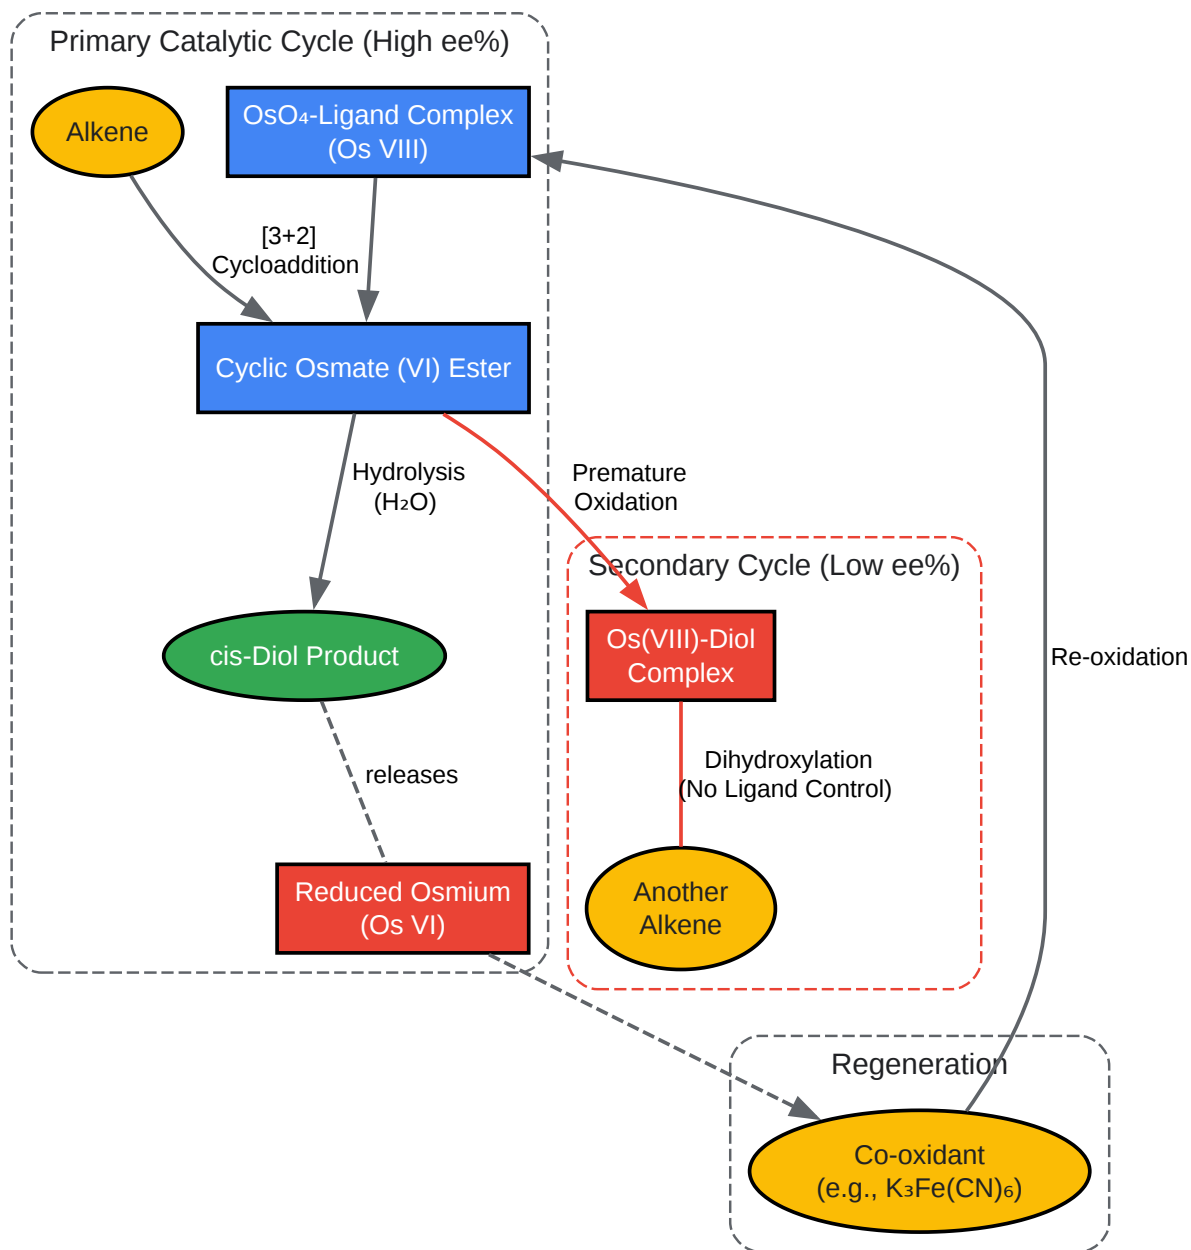 Primary Catalytic Cycle (High ee%)
Alkene
OsO₄-Ligand Complex
(Os VIII)
[3+2]
Cycloaddition
Cyclic Osmate (VI) Ester
Hydrolysis
(H₂O)
Premature
Oxidation
Secondary Cycle (Low ee%)
cis-Diol Product
Os(VIII)-Diol
Complex
Re-oxidation
releases
Dihydroxylation
(No Ligand Control)
Reduced Osmium
(Os VI)
Another
Alkene
Regeneration
Co-oxidant
(e.g., K₃Fe(CN)₆)